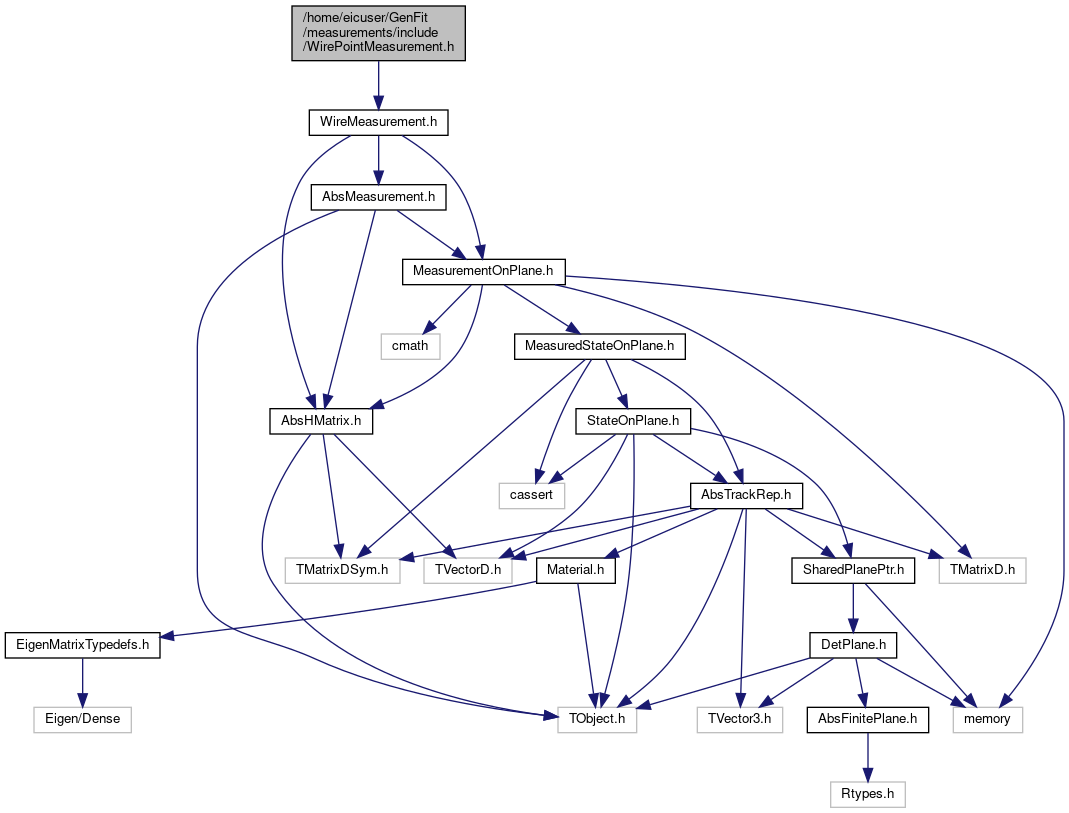 /home/eicuser/GenFit
/measurements/include
/WirePointMeasurement.h
WireMeasurement.h
AbsMeasurement.h
MeasurementOnPlane.h
cmath
MeasuredStateOnPlane.h
AbsHMatrix.h
StateOnPlane.h
cassert
AbsTrackRep.h
TMatrixDSym.h
TVectorD.h
Material.h
SharedPlanePtr.h
TMatrixD.h
EigenMatrixTypedefs.h
DetPlane.h
Eigen/Dense
TObject.h
TVector3.h
AbsFinitePlane.h
memory
Rtypes.h